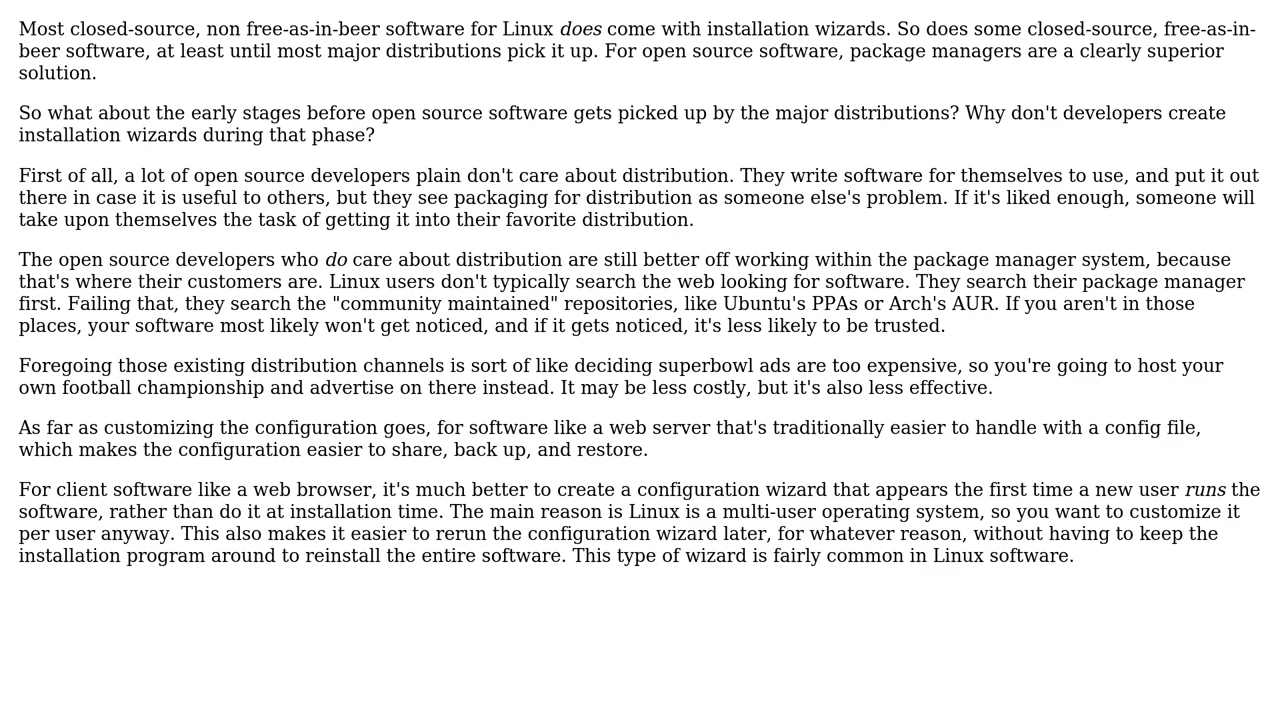 Most closed-source, non free-as-in-beer software for Linux does come with installation wizards. So does some closed-source, free-as-in-
beer software, at least until most major distributions pick it up. For open source software, package managers are a clearly superior
solution.
So what about the early stages before open source software gets picked up by the major distributions? Why don't developers create
installation wizards during that phase?
First of all, a lot of open source developers plain don't care about distribution. They write software for themselves to use, and put it out
there in case it is useful to others, but they see packaging for distribution as someone else's problem. If it's liked enough, someone will
take upon themselves the task of getting it into their favorite distribution.
The open source developers who do care about distribution are still better off working within the package manager system, because
that's where their customers are. Linux users don't typically search the web looking for software. They search their package manager
first. Failing that, they search the "community maintained" repositories, like Ubuntu's PPAs or Arch's AUR. If you aren't in those
places, your software most likely won't get noticed, and if it gets noticed, it's less likely to be trusted.
Foregoing those existing distribution channels is sort of like deciding superbowl ads are too expensive, so you're going to host your
own football championship and advertise on there instead. It may be less costly, but it's also less effective.
As far as customizing the configuration goes, for software like a web server that's traditionally easier to handle with a config file,
which makes the configuration easier to share, back up, and restore.
For client software like a web browser, it's much better to create a configuration wizard that appears the first time a new user runs the
software, rather than do it at installation time. The main reason is Linux is a multi-user operating system, so you want to customize it
per user anyway. This also makes it easier to rerun the configuration wizard later, for whatever reason, without having to keep the
installation program around to reinstall the entire software. This type of wizard is fairly common in Linux software.